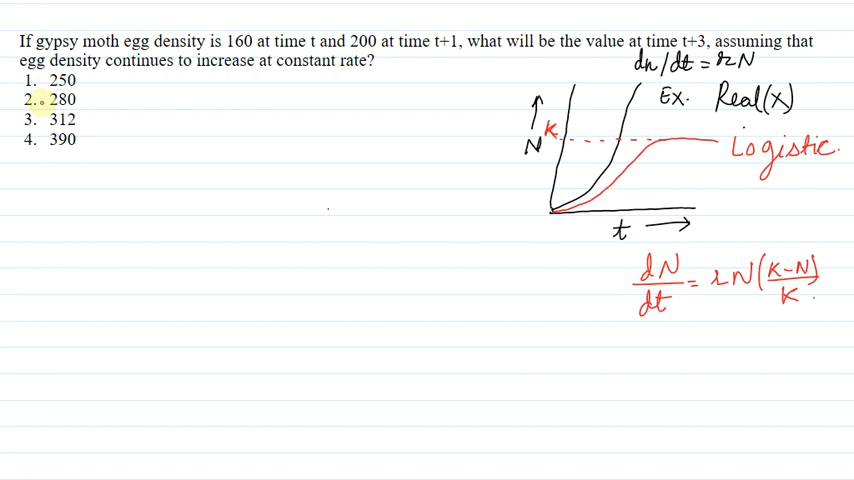 If gypsy moth egg density is 160 at time t and 200 at time t+1, what will be the value at time t+3, assuming that
egg density continues to increase at constant rate?
1. 250
2. 280
3. 312
4. 390
dn/dt = rN
Ex. Real(x)
N
K
Logistic.
t
dN/dt = rN(K-N/K)